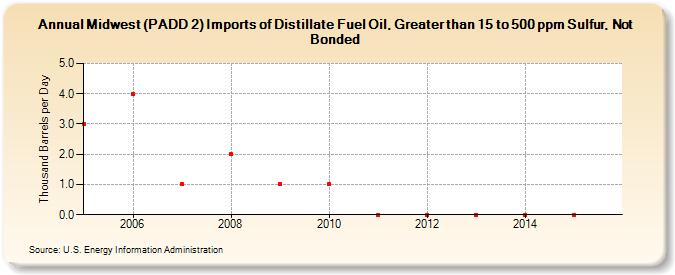 Annual Midwest (PADD 2) Imports of Distillate Fuel Oil, Greater than 15 to 500 ppm Sulfur, Not
Bonded
Thousand Barrels per Day
5.0
4.0
3.0
2.0
1.0
0.0
2006 2008 2010 2012 2014
Source: U.S. Energy Information Administration